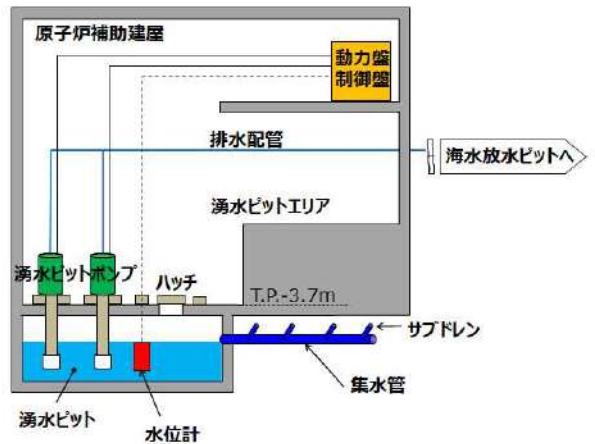 原子炉補助建屋
動力盤
制御盤
排水配管
海水放水ピットへ
湧水ピットエリア
湧水ピットポンプ
ハッチ
T.P.-3.7m
サブドレン
集水管
湧水ピット
水位計